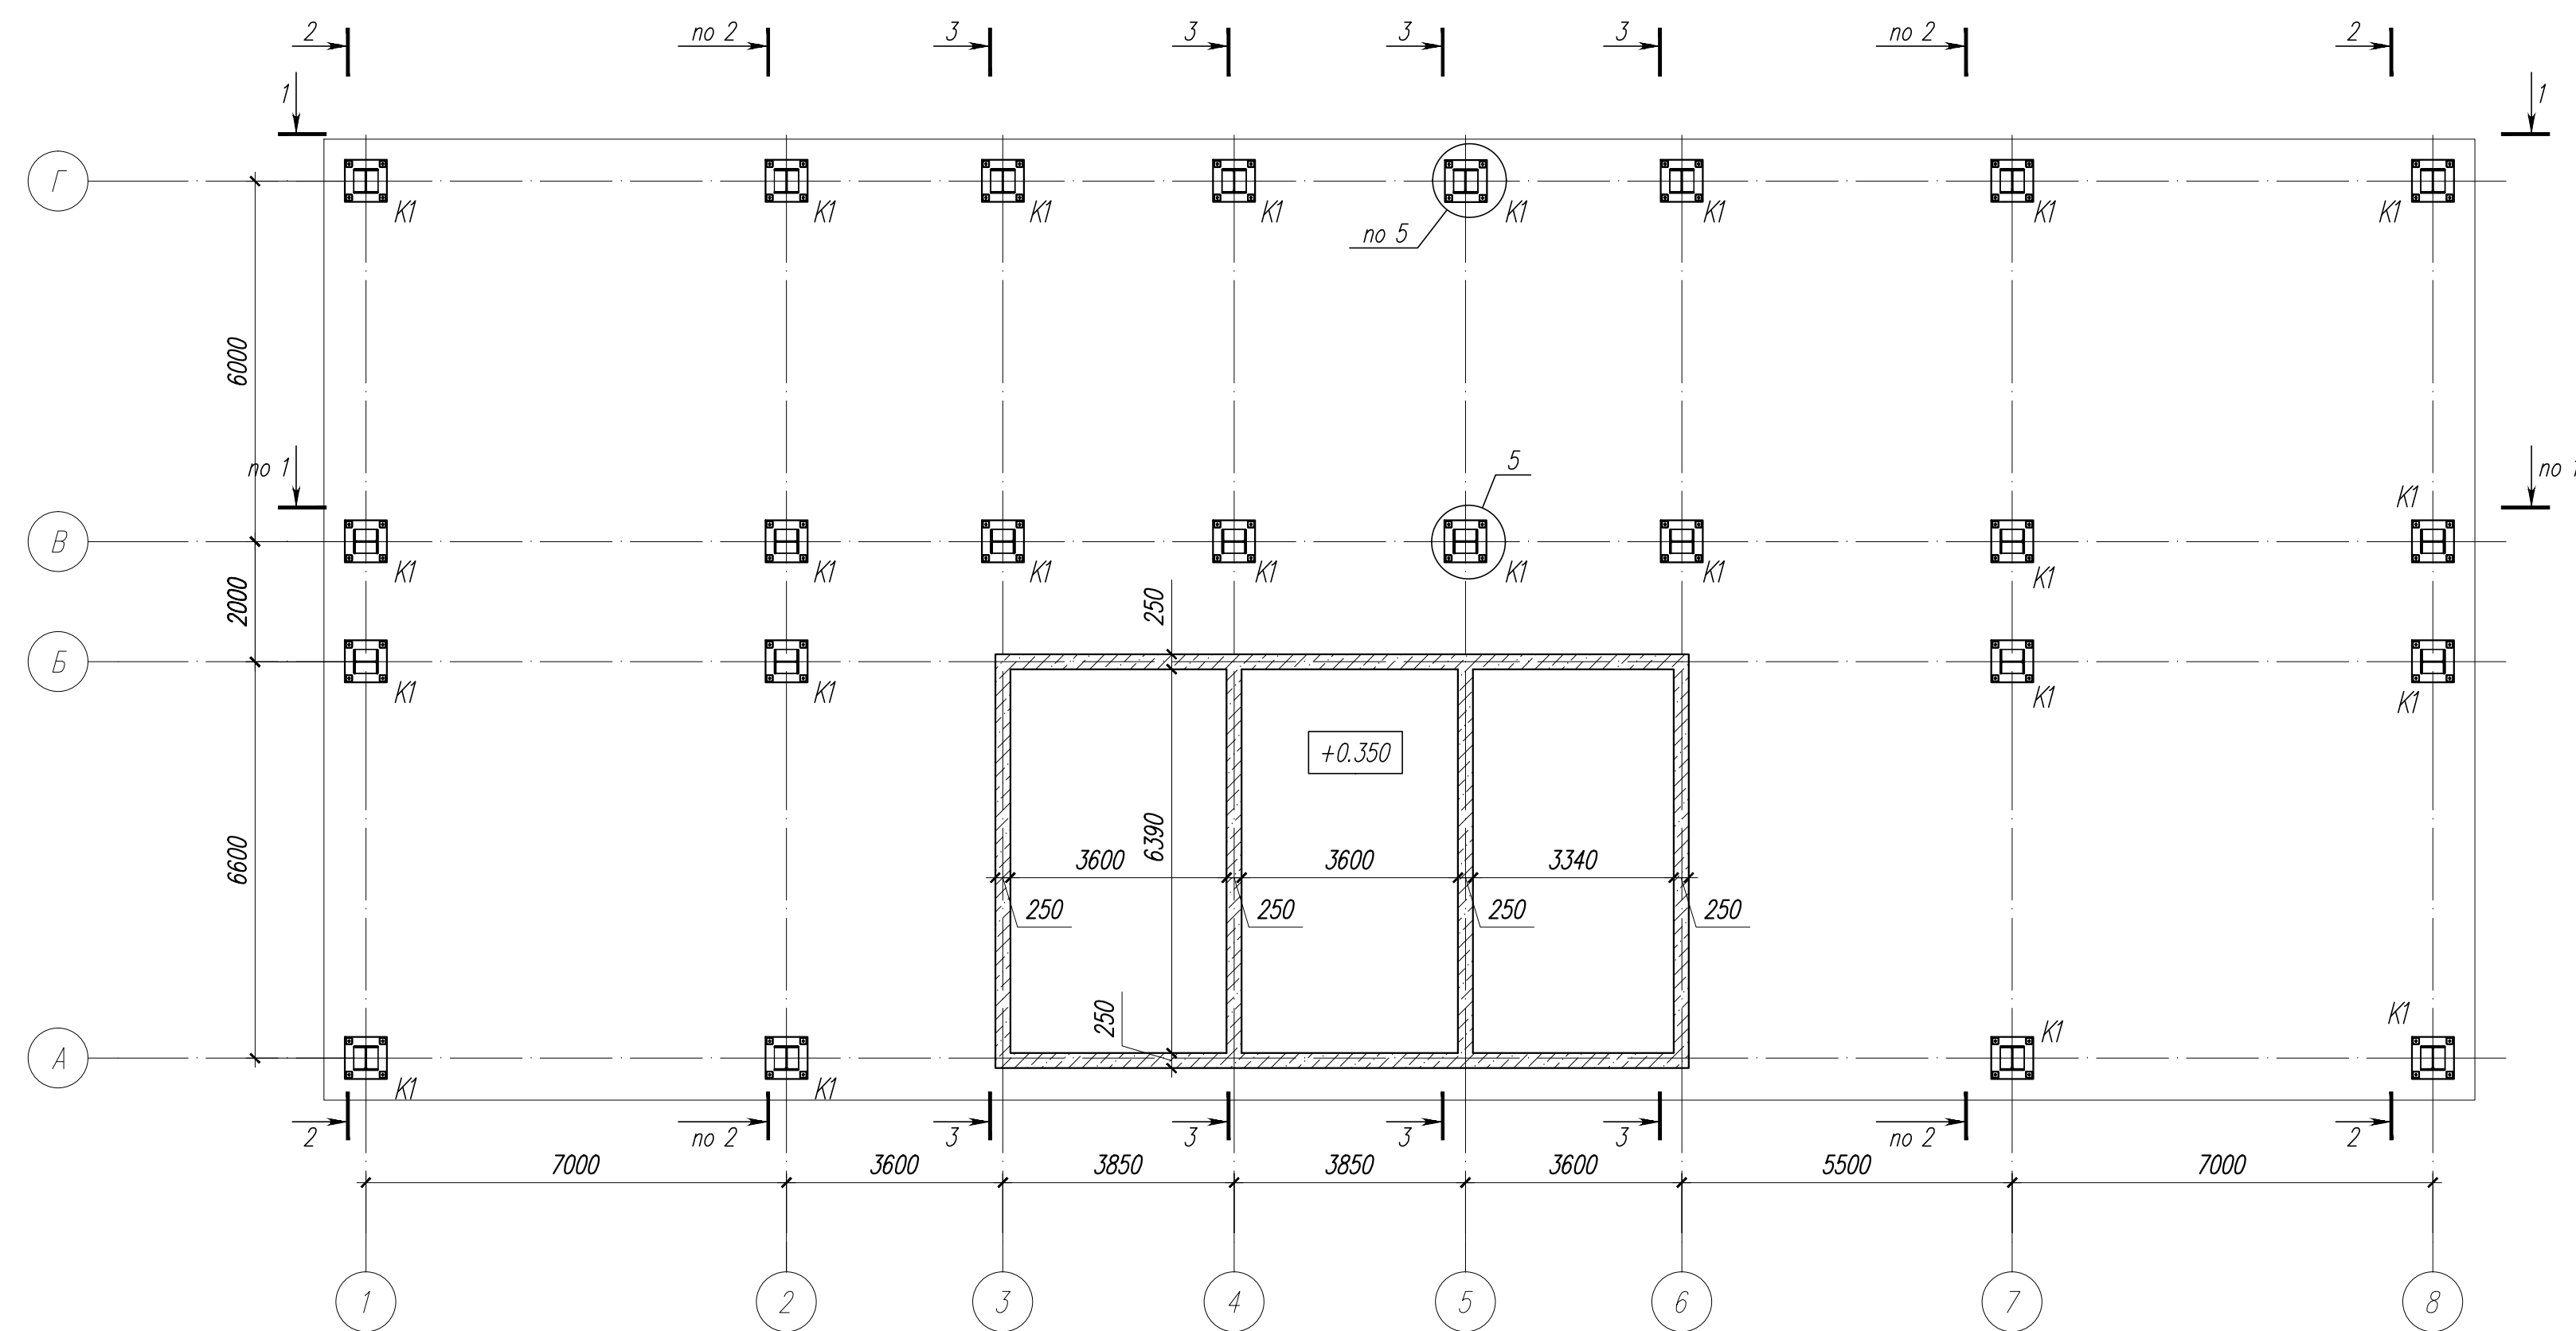 2 по 2 3 3 3 3 по 2 2
1 1
Г
К1 К1 К1 К1 К1 К1 К1 К1
по 5
6000
5
по 1 по 1
К1
В
К1 К1 К1 К1 К1 К1 К1
2000 250
Б
К1 К1 К1 К1
+0.350
6600 6390
3600 3600 3340
250 250 250 250
250
К1 К1
А
К1 К1
2 по 2 3 3 3 3 по 2 2
7000 3600 3850 3850 3600 5500 7000
1 2 3 4 5 6 7 8